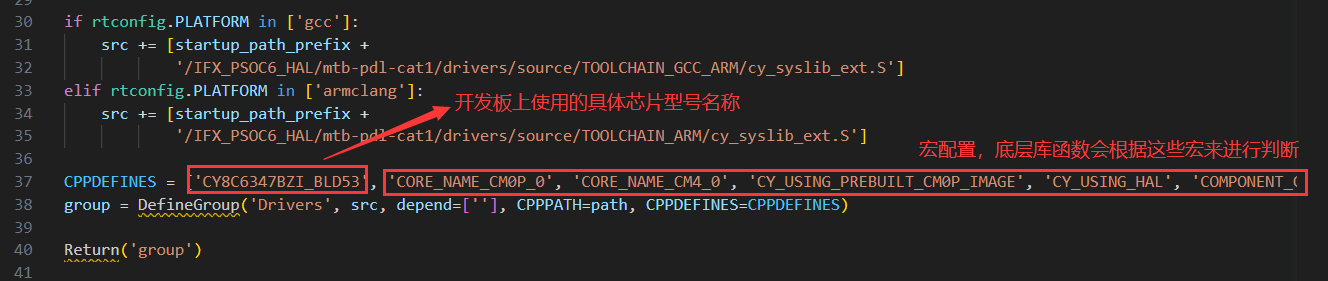 30 if rtconfig.PLATFORM in ['gcc']:
31 src += [startup_path_prefix +
32 '/IFX_PSOC6_HAL/mtb-pdl-cat1/drivers/source/TOOLCHAIN_GCC_ARM/cy_syslib_ext.S']
33 elif rtconfig.PLATFORM in ['armclang']:
34 src += [startup_path_prefix +
开发板上使用的具体芯片型号名称
35 '/IFX_PSOC6_HAL/mtb-pdl-cat1/drivers/source/TOOLCHAIN_ARM/cy_syslib_ext.S']
36
宏配置，底层库函数会根据这些宏来进行判断
37 CPPDEFINES = ['CY8C6347BZI_BLD53', 'CORE_NAME_CM0P_0', 'CORE_NAME_CM4_0', 'CY_USING_PREBUILT_CM0P_IMAGE', 'CY_USING_HAL', 'COMPONENT_
38 group = DefineGroup('Drivers', src, depend=[''], CPPPATH=path, CPPDEFINES=CPPDEFINES)
39
40 Return('group')
41